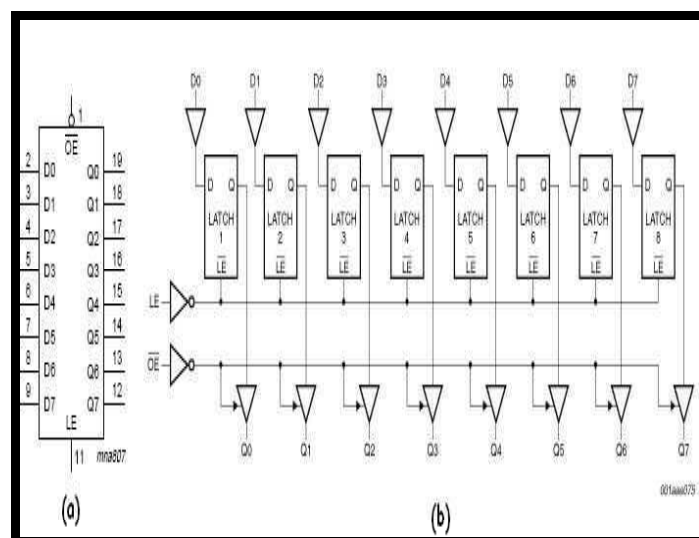 1
OE
2 D0 Q0 19
3 D1 Q1 18
4 D2 Q2 17
5 D3 Q3 16
6 D4 Q4 15
7 D5 Q5 14
8 D6 Q6 13
9 D7 Q7 12
LE
11 mna807
(a)
D0 D1 D2 D3 D4 D5 D6 D7
D Q D Q D Q D Q D Q D Q D Q D Q
LATCH LATCH LATCH LATCH LATCH LATCH LATCH LATCH
1 2 3 4 5 6 7 8
LE LE LE LE LE LE LE LE
LE
OE
Q0 Q1 Q2 Q3 Q4 Q5 Q6 Q7
(b)